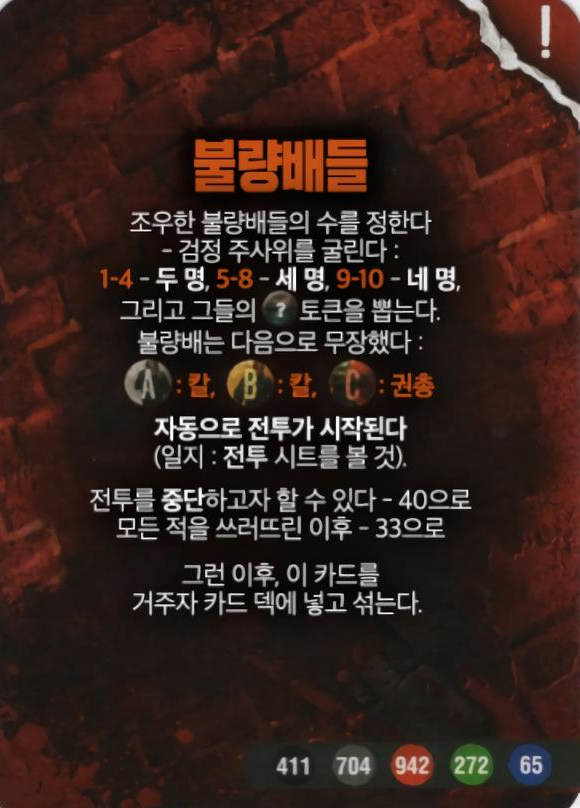 !
불량배들
조우한 불량배들의 수를 정한다
- 검정 주사위를 굴린다 :
1-4 - 두 명, 5-8 - 세 명, 9-10 - 네 명,
그리고 그들의 ? 토큰을 뽑는다.
불량배는 다음으로 무장했다 :
A : 칼, B : 칼, C : 권총
자동으로 전투가 시작된다
(일지 : 전투 시트를 볼 것).
전투를 중단하고자 할 수 있다 - 40으로
모든 적을 쓰러뜨린 이후 - 33으로
그런 이후, 이 카드를
거주자 카드 덱에 넣고 섞는다.
411 704 942 272 65